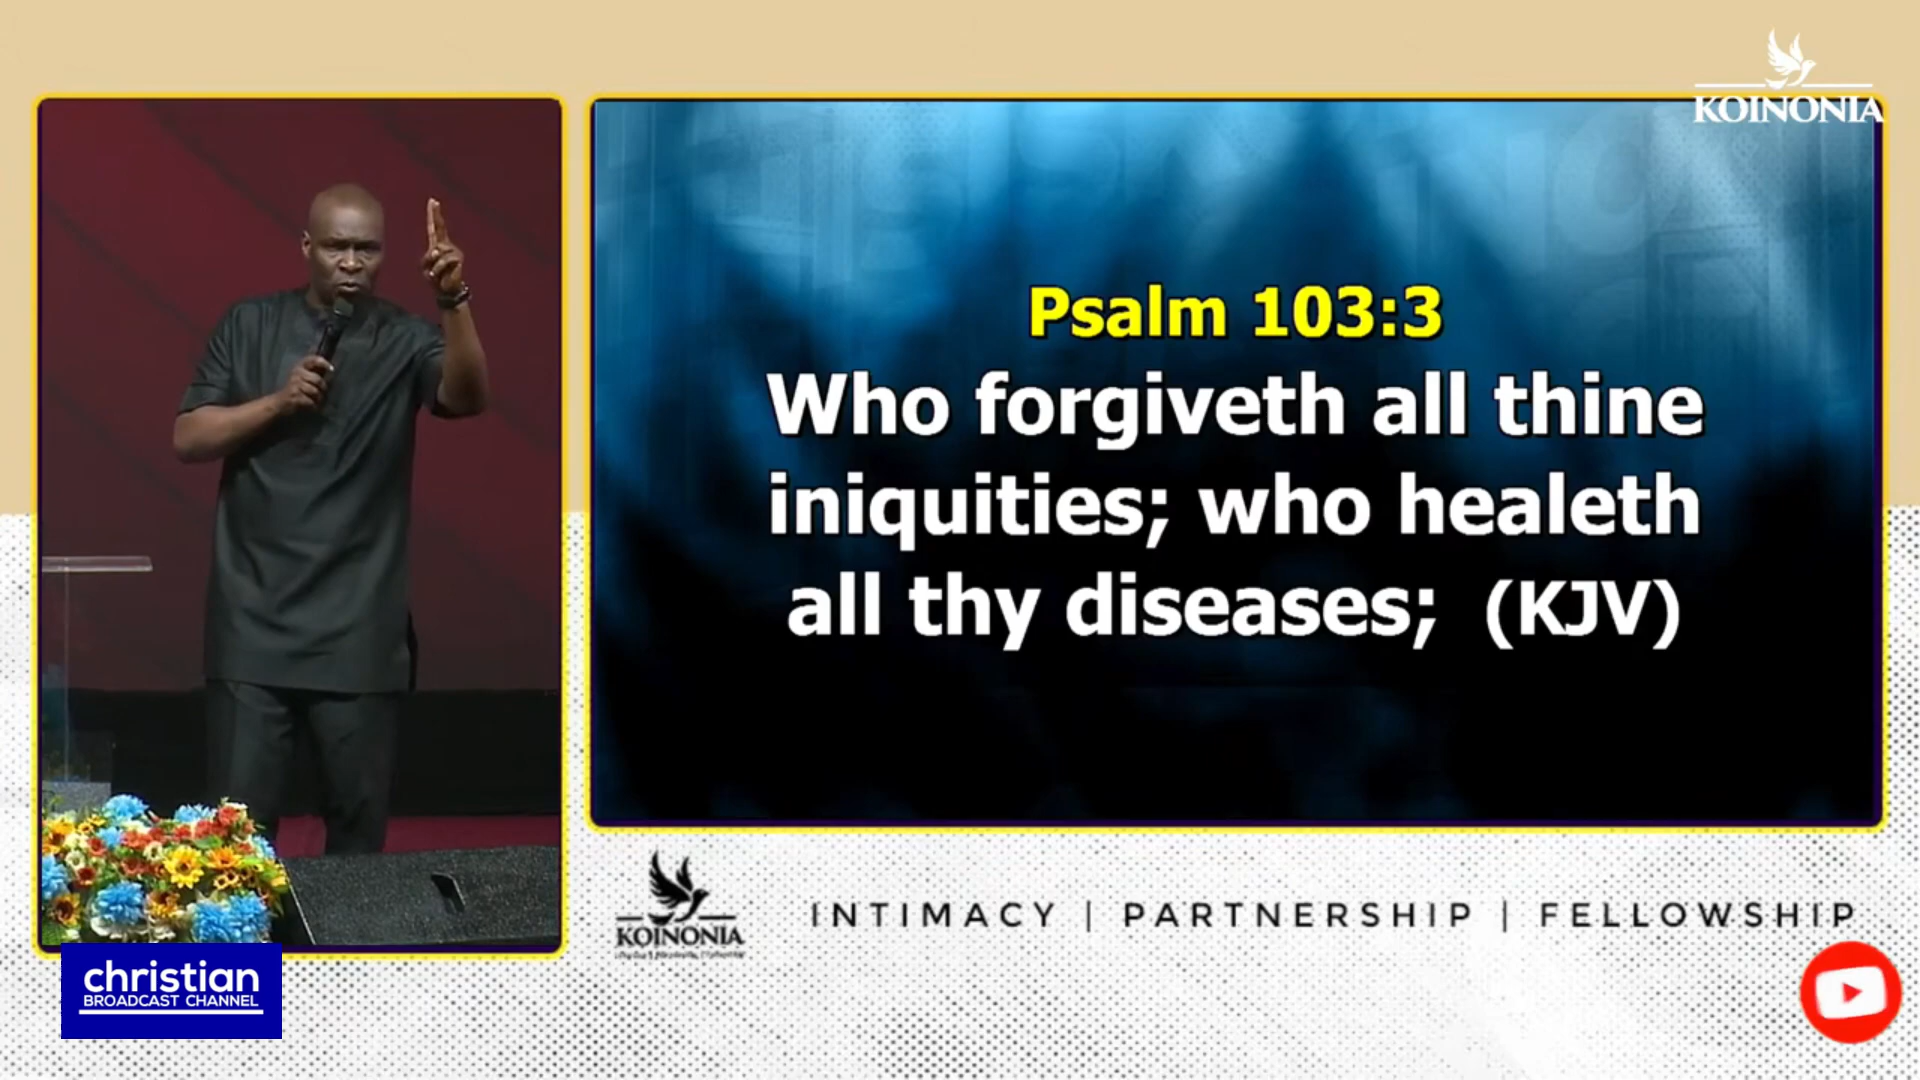 KOINONIA
Psalm 103:3
Who forgiveth all thine
iniquities; who healeth
all thy diseases; (KJV)
KOINONIA
INTIMACY | PARTNERSHIP | FELLOWSHIP
christian
BROADCAST CHANNEL